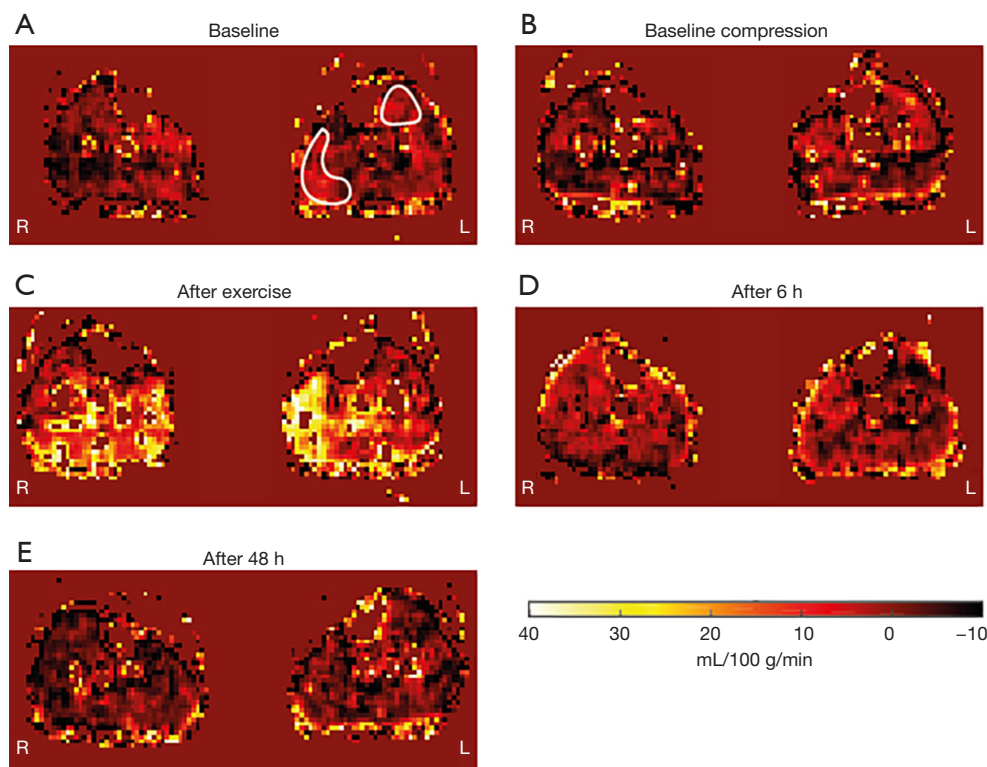 A
Baseline
R
L
B
Baseline compression
R
L
C
After exercise
R
L
D
After 6 h
R
L
E
After 48 h
R
L
40 30 20 10 0 −10
mL/100 g/min